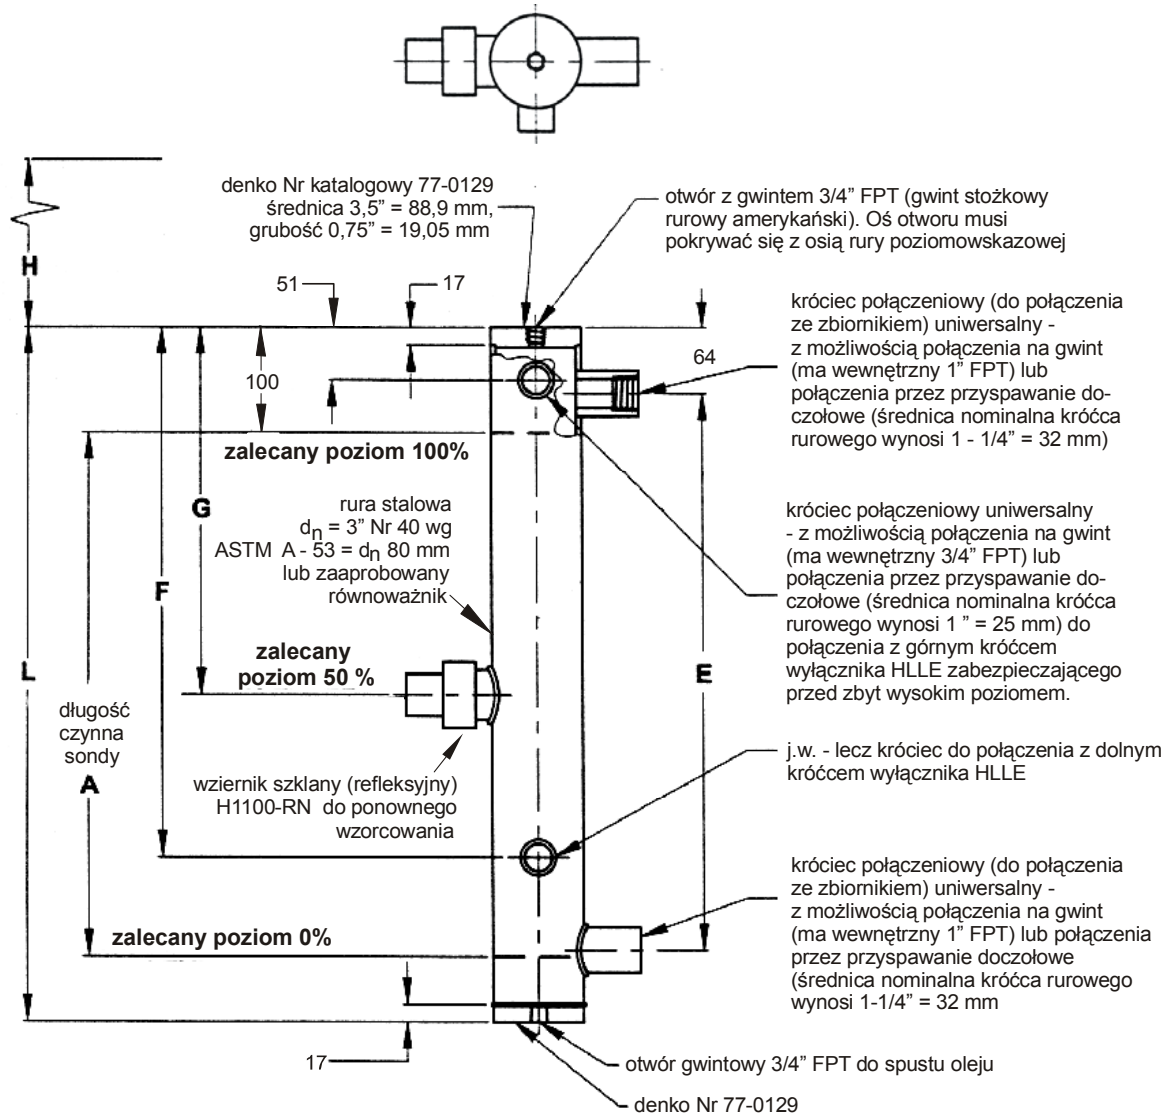 denko Nr katalogowy 77-0129
średnica 3,5” = 88,9 mm,
grubość 0,75” = 19,05 mm
otwór z gwintem 3/4” FPT (gwint stożkowy
rurowy amerykański). Oś otworu musi
pokrywać się z osią rury poziomowskazowej
H
51
17
100
64
króciec połączeniowy (do połączenia
ze zbiornikiem) uniwersalny -
z możliwością połączenia na gwint
(ma wewnętrzny 1” FPT) lub
połączenia przez przyspawanie do-
czołowe (średnica nominalna króćca
rurowego wynosi 1 - 1/4” = 32 mm)
zalecany poziom 100%
G
rura stalowa
dn = 3” Nr 40 wg
ASTM A - 53 = dn 80 mm
lub zaaprobowany
równoważnik
króciec połączeniowy uniwersalny
- z możliwością połączenia na gwint
(ma wewnętrzny 3/4” FPT) lub
połączenia przez przyspawanie do-
czołowe (średnica nominalna króćca
rurowego wynosi 1 ” = 25 mm) do
połączenia z górnym króćcem
wyłącznika HLLE zabezpieczającego
przed zbyt wysokim poziomem.
F
L
zalecany
poziom 50 %
E
długość
czynna
sondy
A
wziernik szklany (refleksyjny)
H1100-RN do ponownego
wzorcowania
j.w. - lecz króciec do połączenia z dolnym
króćcem wyłącznika HLLE
króciec połączeniowy (do połączenia
ze zbiornikiem) uniwersalny -
z możliwością połączenia na gwint
(ma wewnętrzny 1” FPT) lub połączenia
przez przyspawanie doczołowe
(średnica nominalna króćca rurowego
wynosi 1-1/4” = 32 mm
zalecany poziom 0%
17
otwór gwintowy 3/4” FPT do spustu oleju
denko Nr 77-0129